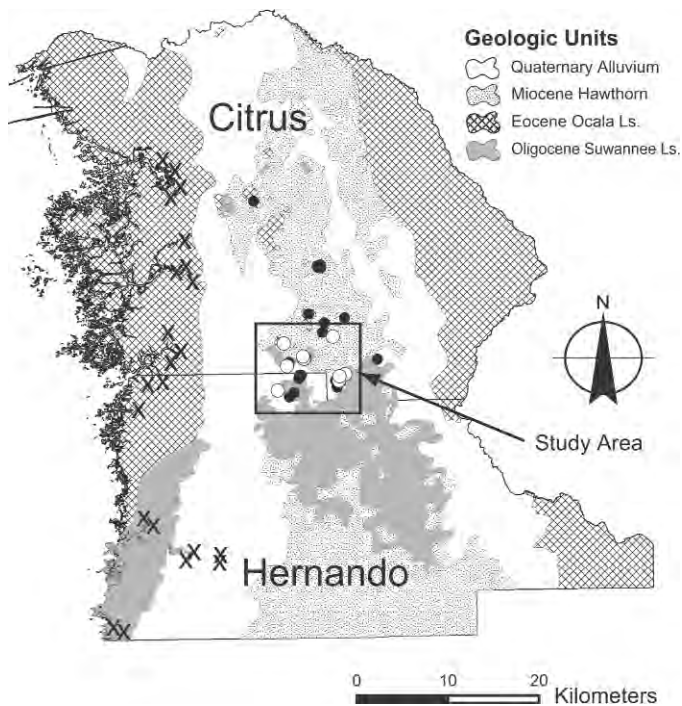 Geologic Units
Quaternary Alluvium
Miocene Hawthorn
Eocene Ocala Ls.
Oligocene Suwannee Ls.
Citrus
N
Study Area
Hernando
0 10 20
Kilometers